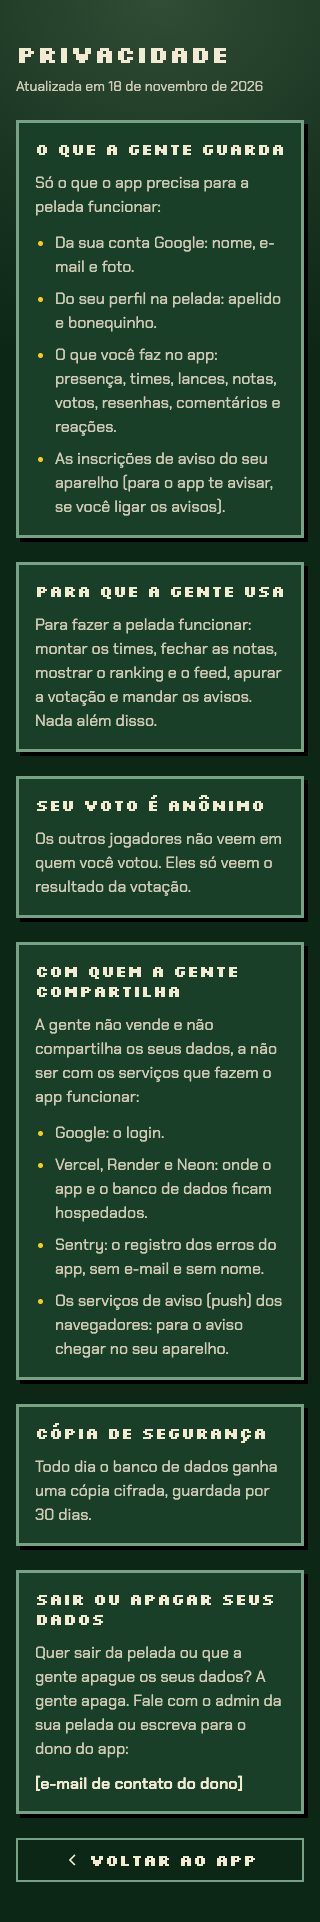 PRIVACIDADE
Atualizada em 18 de novembro de 2026
O QUE A GENTE GUARDA
Só o que o app precisa para a
pelada funcionar:
• Da sua conta Google: nome, e-
mail e foto.
• Do seu perfil na pelada: apelido
e bonequinho.
• O que você faz no app:
presença, times, lances, notas,
votos, resenhas, comentários e
reações.
• As inscrições de aviso do seu
aparelho (para o app te avisar,
se você ligar os avisos).
PARA QUE A GENTE USA
Para fazer a pelada funcionar:
montar os times, fechar as notas,
mostrar o ranking e o feed, apurar
a votação e mandar os avisos.
Nada além disso.
SEU VOTO É ANÔNIMO
Os outros jogadores não veem em
quem você votou. Eles só veem o
resultado da votação.
COM QUEM A GENTE
COMPARTILHA
A gente não vende e não
compartilha os seus dados, a não
ser com os serviços que fazem o
app funcionar:
• Google: o login.
• Vercel, Render e Neon: onde o
app e o banco de dados ficam
hospedados.
• Sentry: o registro dos erros do
app, sem e-mail e sem nome.
• Os serviços de aviso (push) dos
navegadores: para o aviso
chegar no seu aparelho.
CÓPIA DE SEGURANÇA
Todo dia o banco de dados ganha
uma cópia cifrada, guardada por
30 dias.
SAIR OU APAGAR SEUS
DADOS
Quer sair da pelada ou que a
gente apague os seus dados? A
gente apaga. Fale com o admin da
sua pelada ou escreva para o
dono do app:
[e-mail de contato do dono]
< VOLTAR AO APP